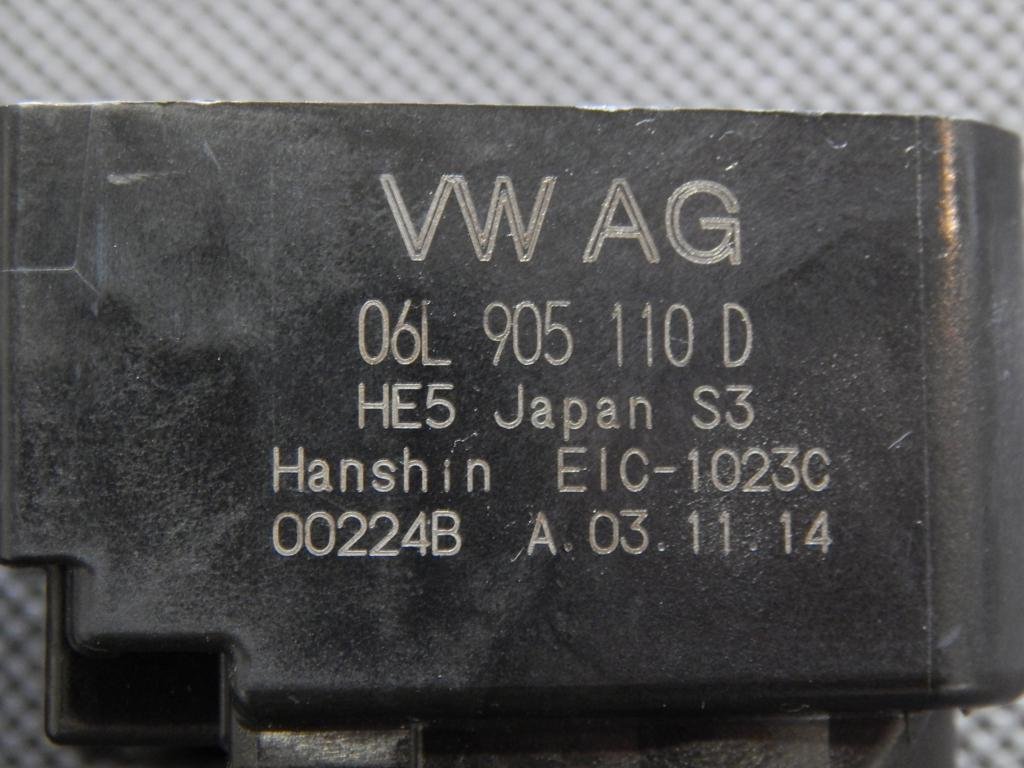 VW AG
06L 905 110 D
HE5 Japan S3
Hanshin EIC-1023C
00224B A.03.11.14